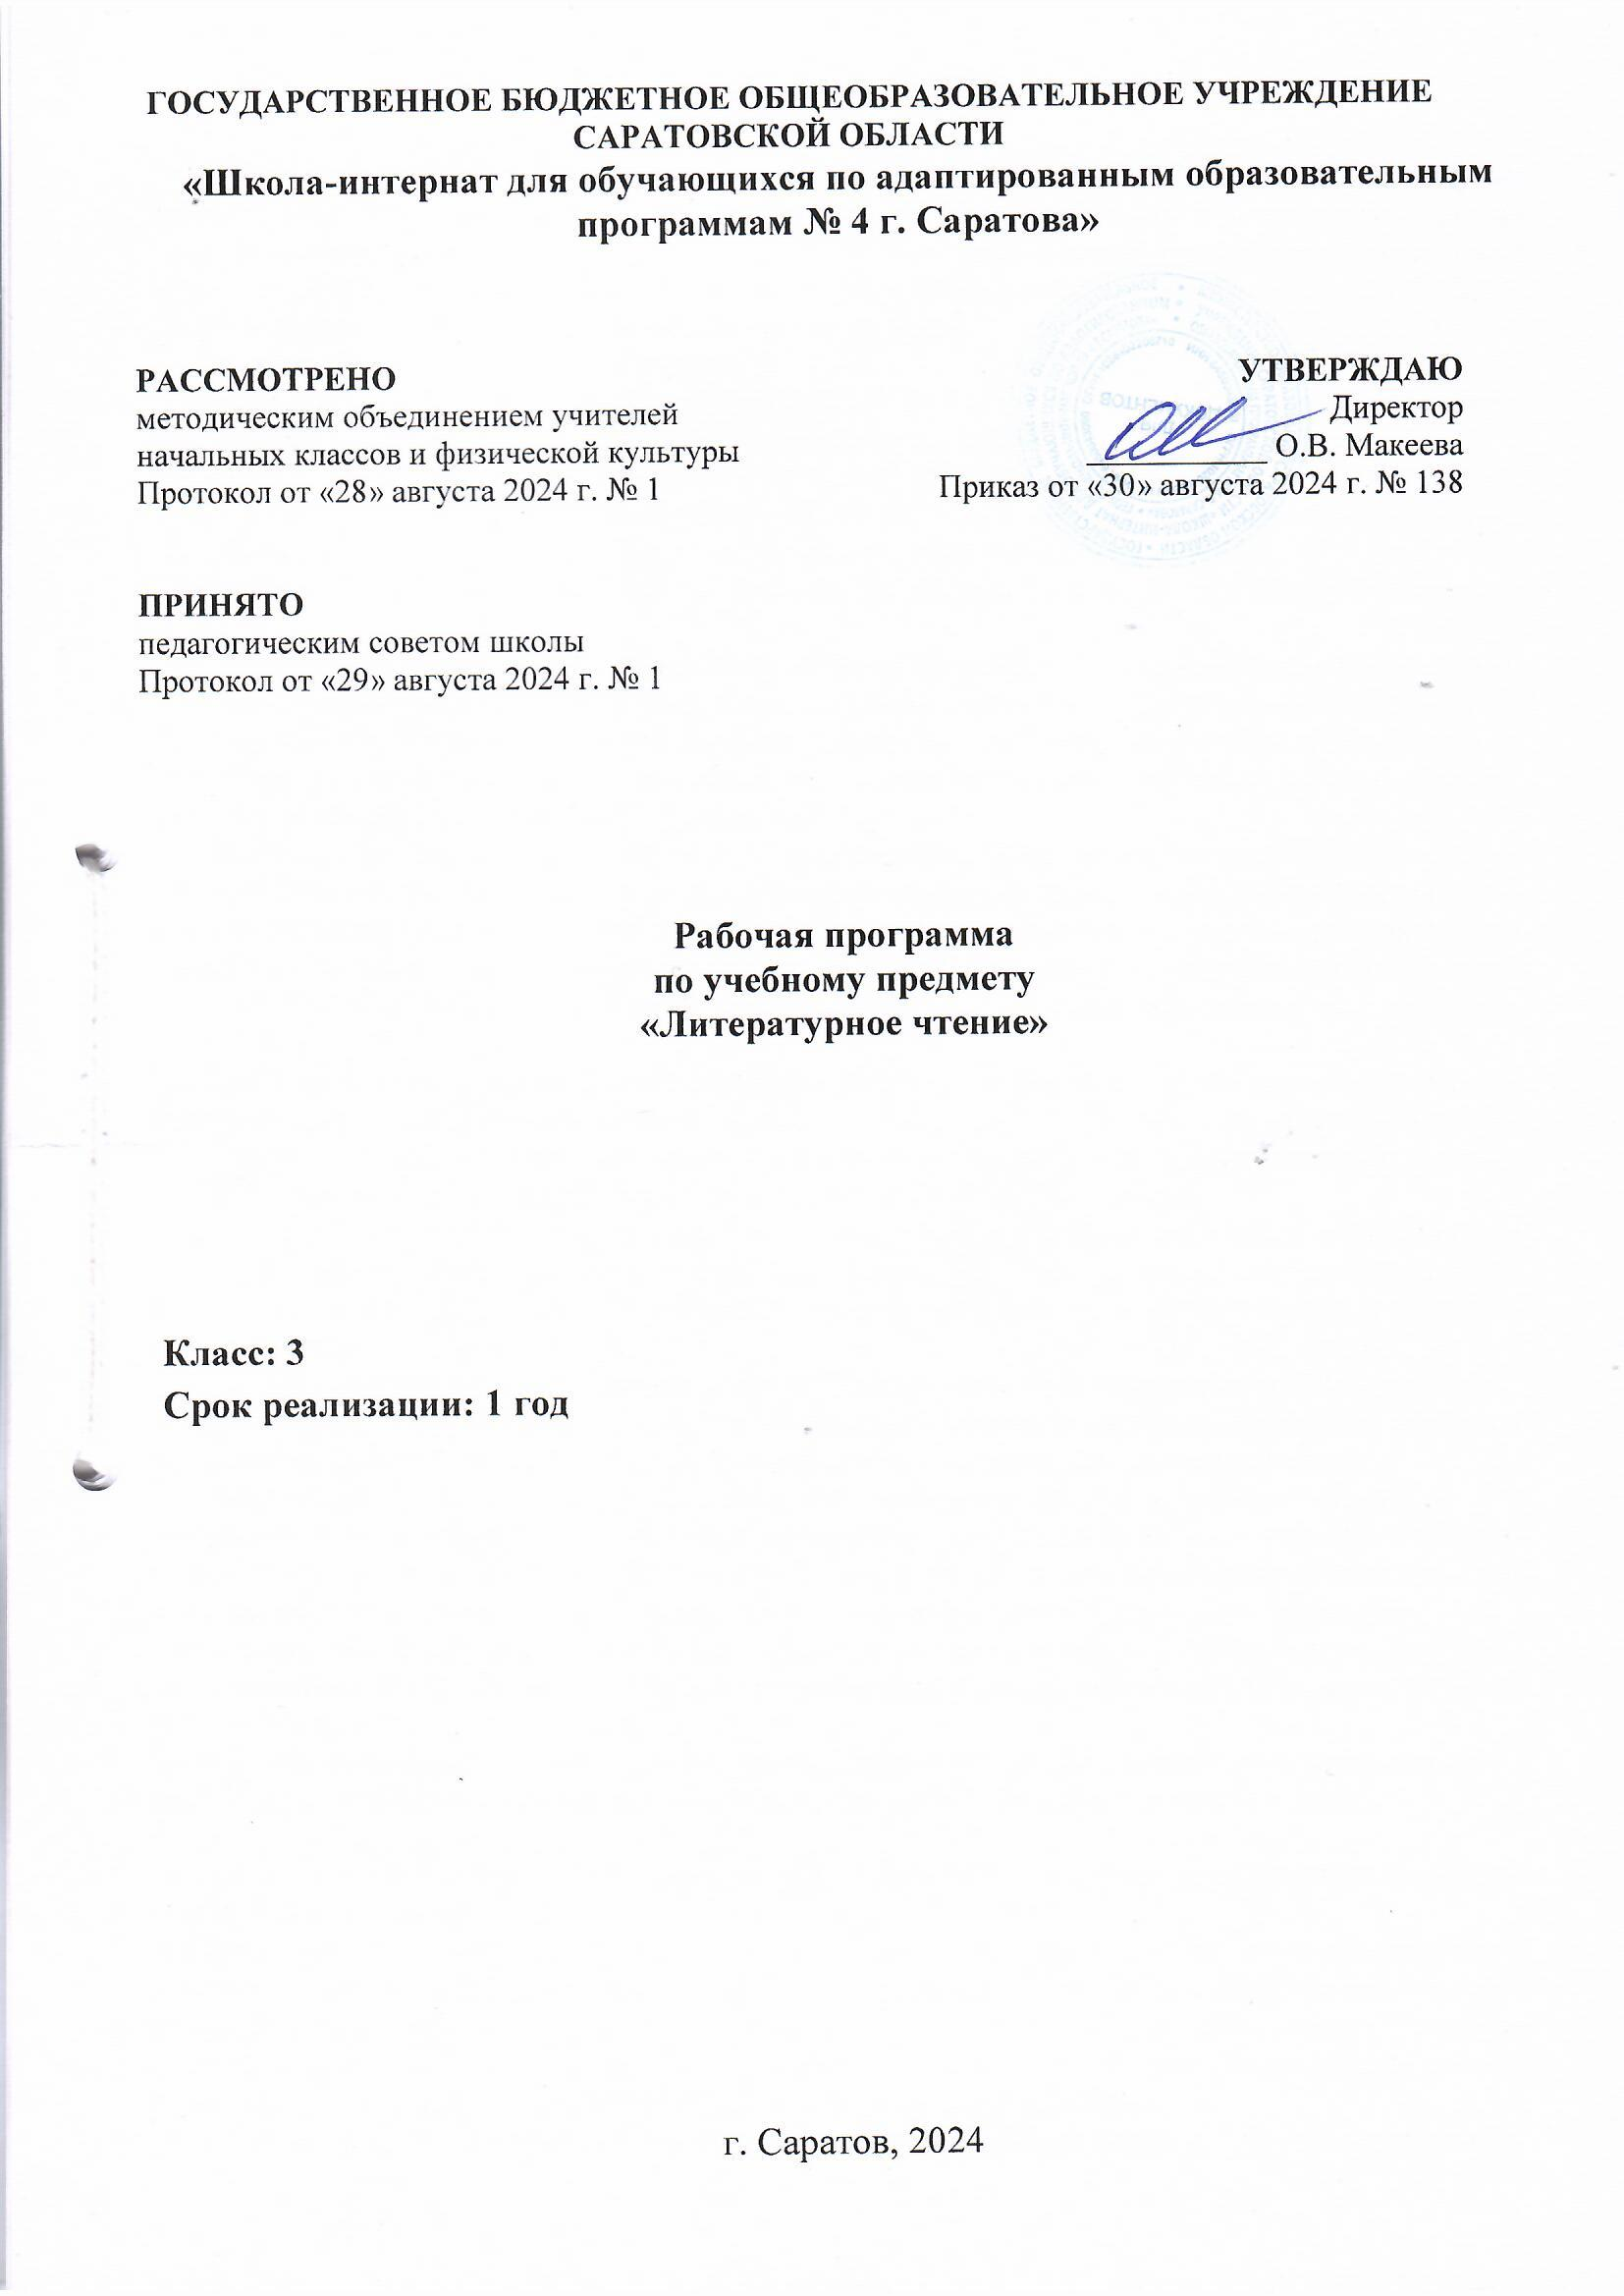 ГОСУДАРСТВЕННОЕ БЮДЖЕТНОЕ ОБЩЕОБРАЗОВАТЕЛЬНОЕ УЧРЕЖДЕНИЕ
САРАТОВСКОЙ ОБЛАСТИ
«Школа-интернат для обучающихся по адаптированным образовательным
программам № 4 г. Саратова»
РАССМОТРЕНО
методическим объединением учителей
начальных классов и физической культуры
Протокол от «28» августа 2024 г. № 1
УТВЕРЖДАЮ
Директор
О.В. Макеева
Приказ от «30» августа 2024 г. № 138
ПРИНЯТО
педагогическим советом школы
Протокол от «29» августа 2024 г. № 1
Рабочая программа
по учебному предмету
«Литературное чтение»
Класс: 3
Срок реализации: 1 год
г. Саратов, 2024